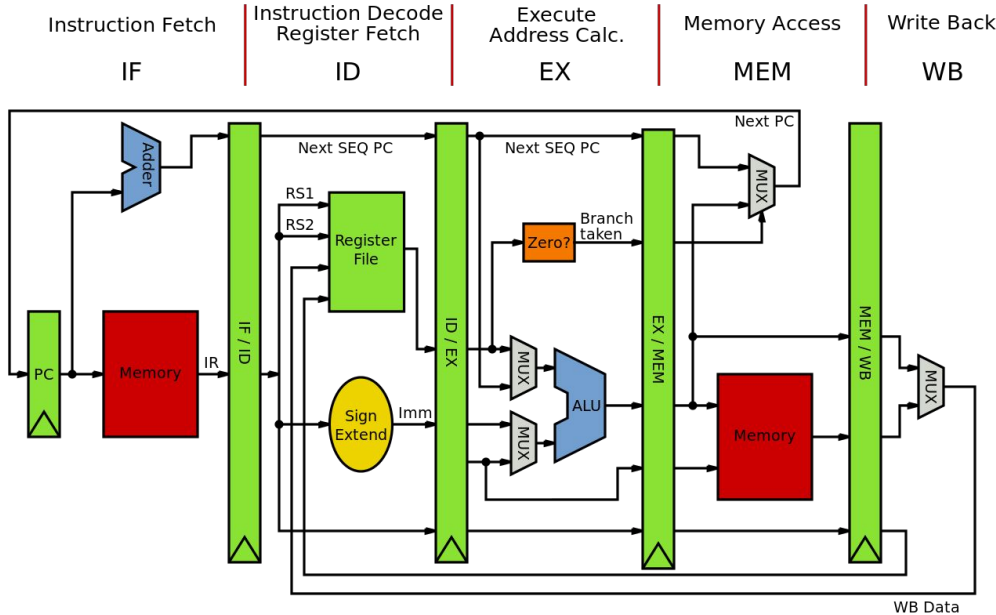 Instruction Fetch
Instruction Decode
Register Fetch
Execute
Address Calc.
Memory Access
Write Back
IF
ID
EX
MEM
WB
Next PC
Adder
Next SEQ PC
Next SEQ PC
MUX
RS1
RS2
Register
File
Zero?
Branch
taken
IF / ID
ID / EX
EX / MEM
MEM / WB
PC
Memory
IR
MUX
ALU
MUX
Sign
Extend
Imm
MUX
Memory
WB Data